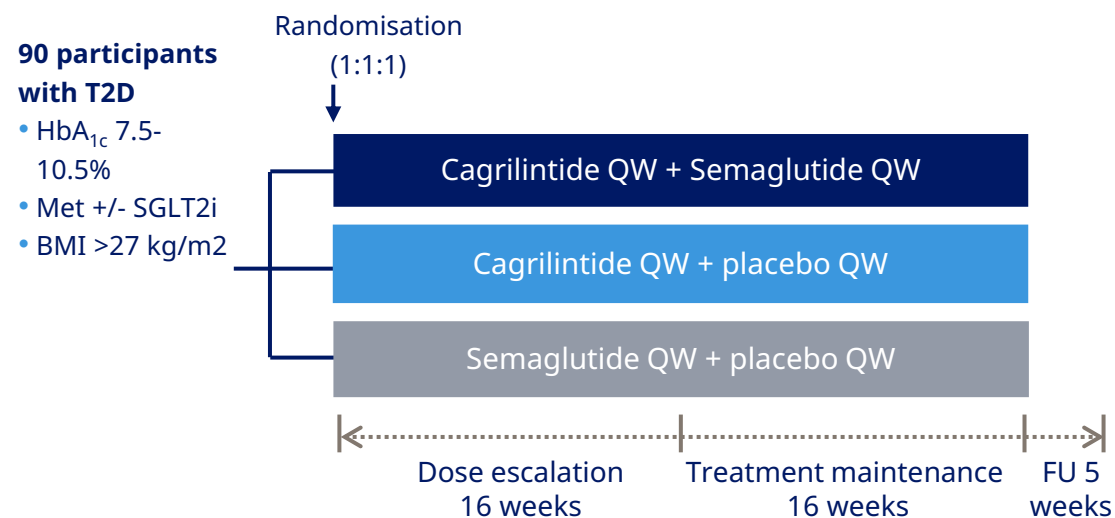 Randomisation
(1:1:1)
90 participants
with T2D
• HbA1c 7.5-
10.5%
• Met +/- SGLT2i
• BMI >27 kg/m2
Cagrilintide QW + Semaglutide QW
Cagrilintide QW + placebo QW
Semaglutide QW + placebo QW
Dose escalation
16 weeks
Treatment maintenance
16 weeks
FU 5
weeks